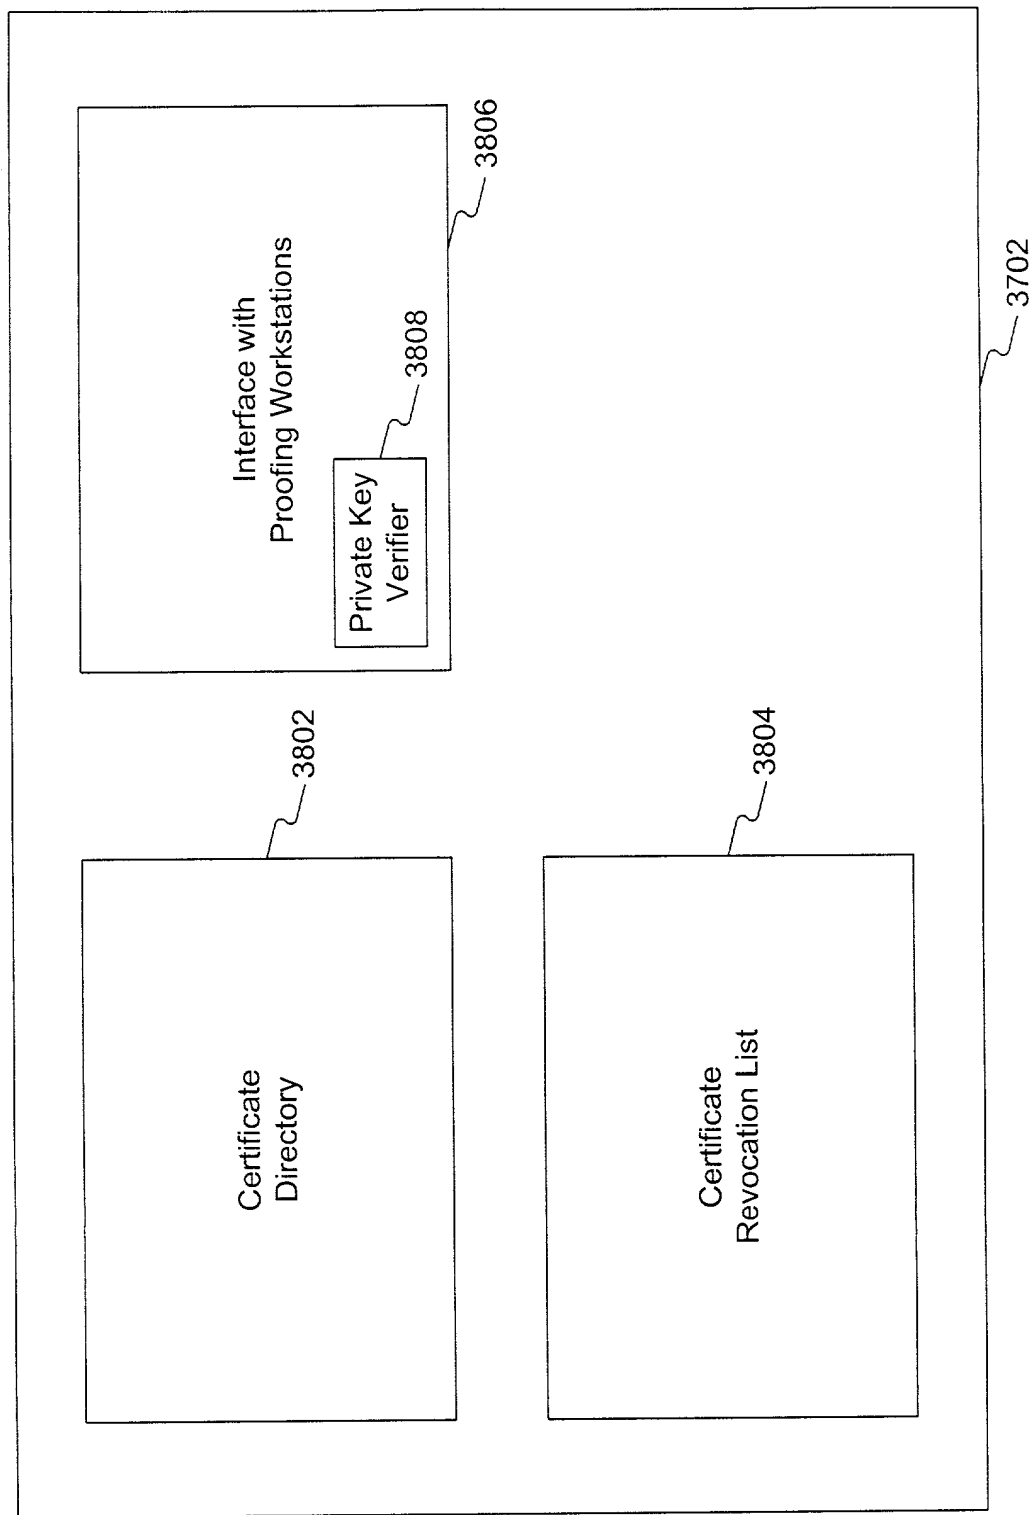 Certificate
Directory
3802
Interface with
Proofing Workstations
Private Key
Verifier
3808
3806
Certificate
Revocation List
3804
3702